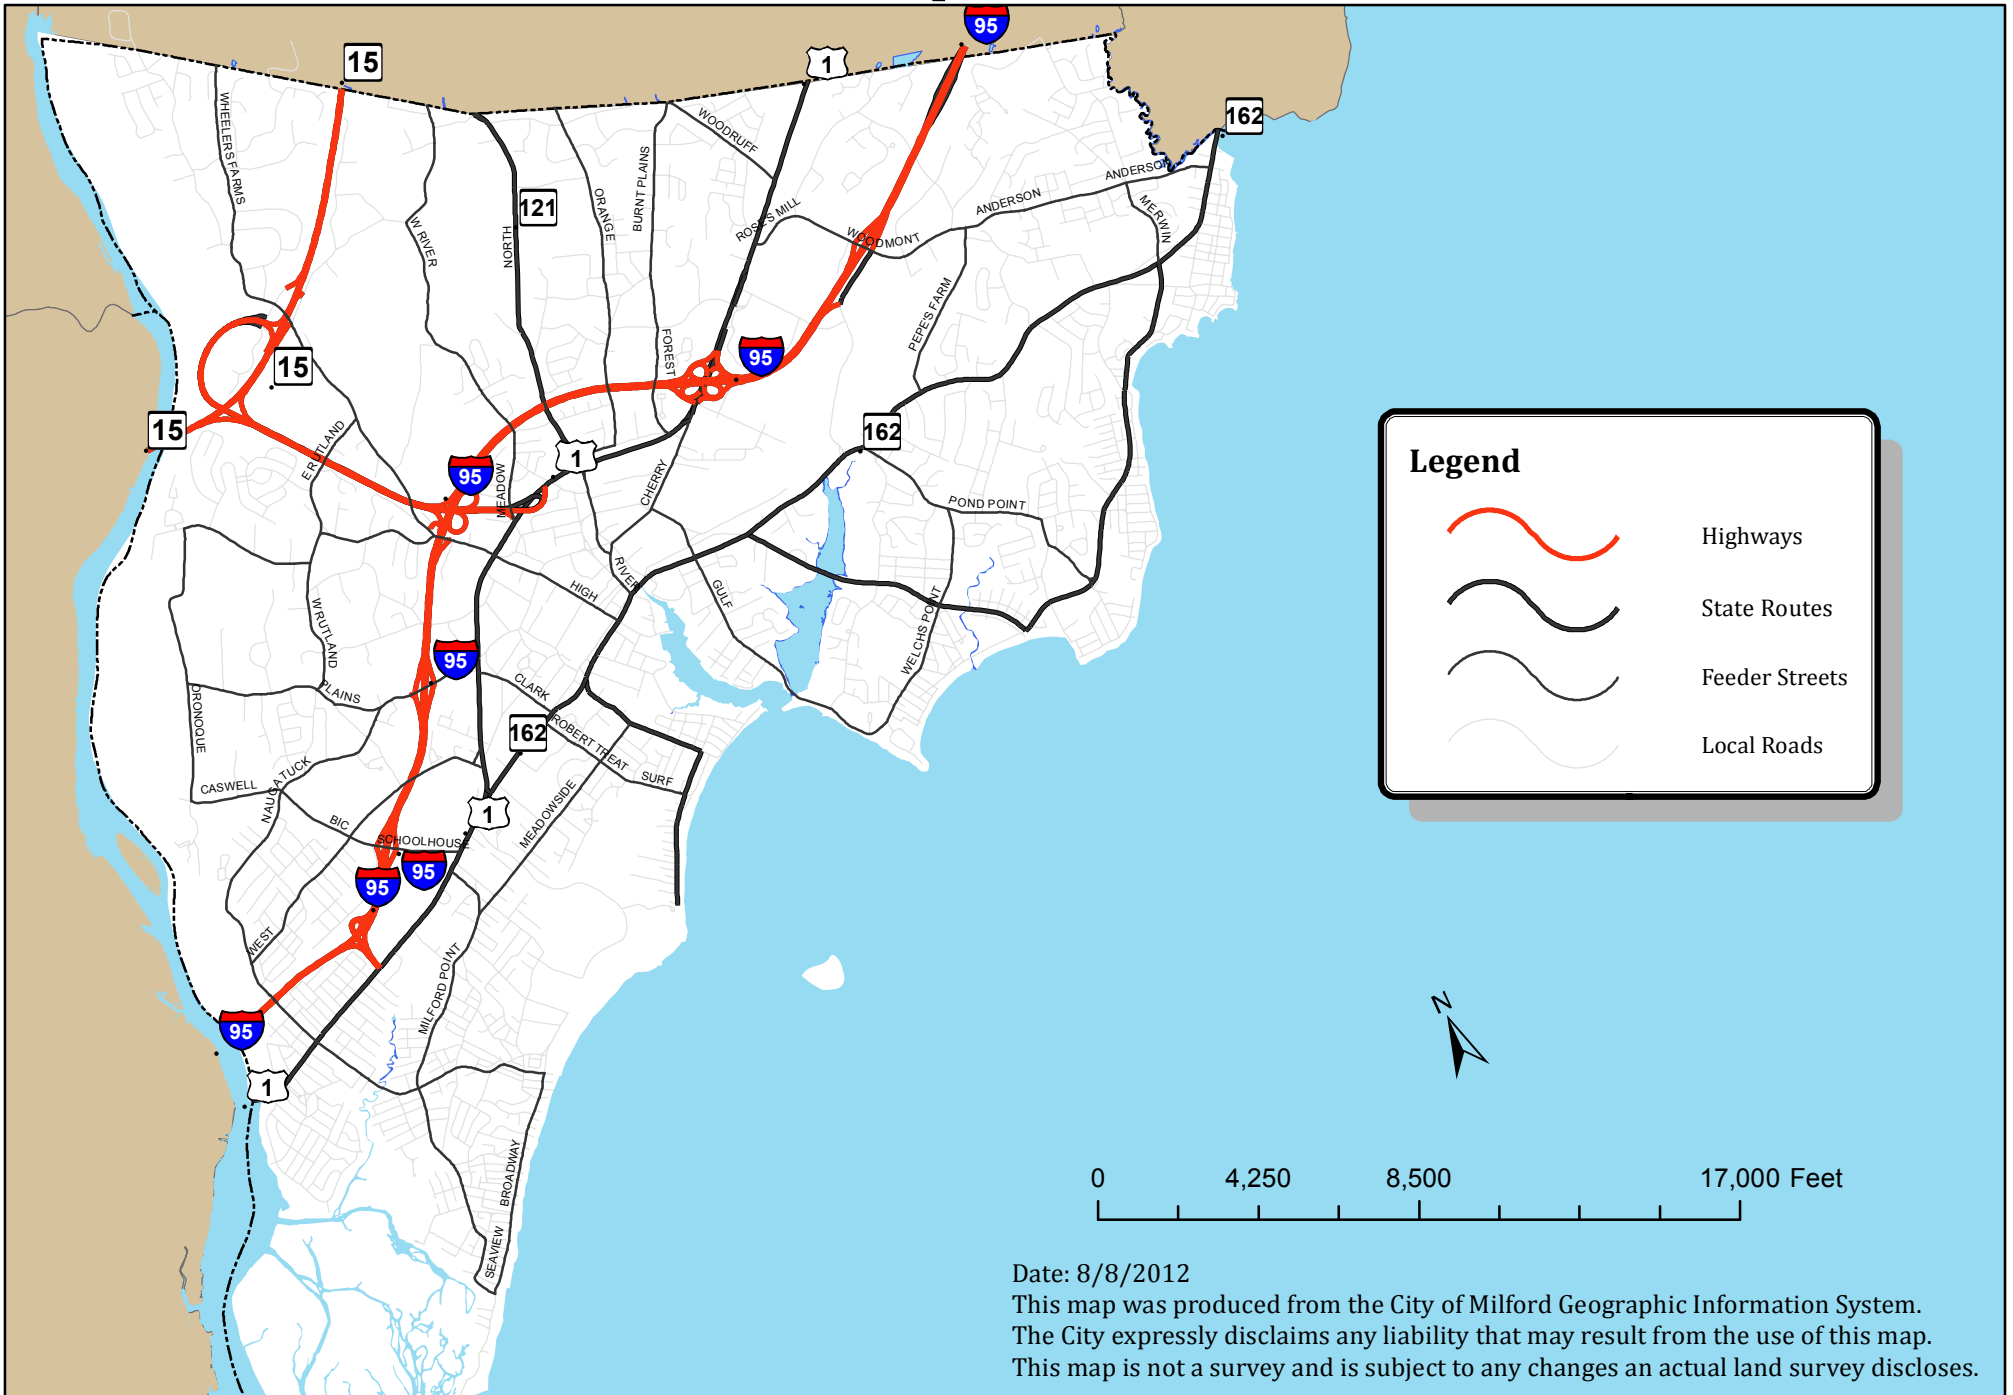 95
15
1
162
WHEELERS FARMS
WOODRUFF
BURNT PLAINS
ANDERSON
ANDERSON
MERWIN
121
ORANGE
ROSES MILL
WOODMONT
W RIVER
NORTH
PEPE'S FARM
FOREST
95
15
15
162
E RUTLAND
1
95
MEADOW
CHERRY
POND POINT
HIGH
RIVER
GULF
WELCHS POINT
W RUTLAND
95
PLAINS
CLARK
ORONOQUE
162
ROBERT TREAT
SURF
CASWELL
NAUGATUCK
MEADOWSIDE
1
BIC
SCHOOLHOUSE
95
95
WEST
MILFORD POINT
95
1
BROADWAY
SEAVIEW
Legend
Highways
State Routes
Feeder Streets
Local Roads
N
0 4,250 8,500 17,000 Feet
Date: 8/8/2012
This map was produced from the City of Milford Geographic Information System.
The City expressly disclaims any liability that may result from the use of this map.
This map is not a survey and is subject to any changes an actual land survey discloses.